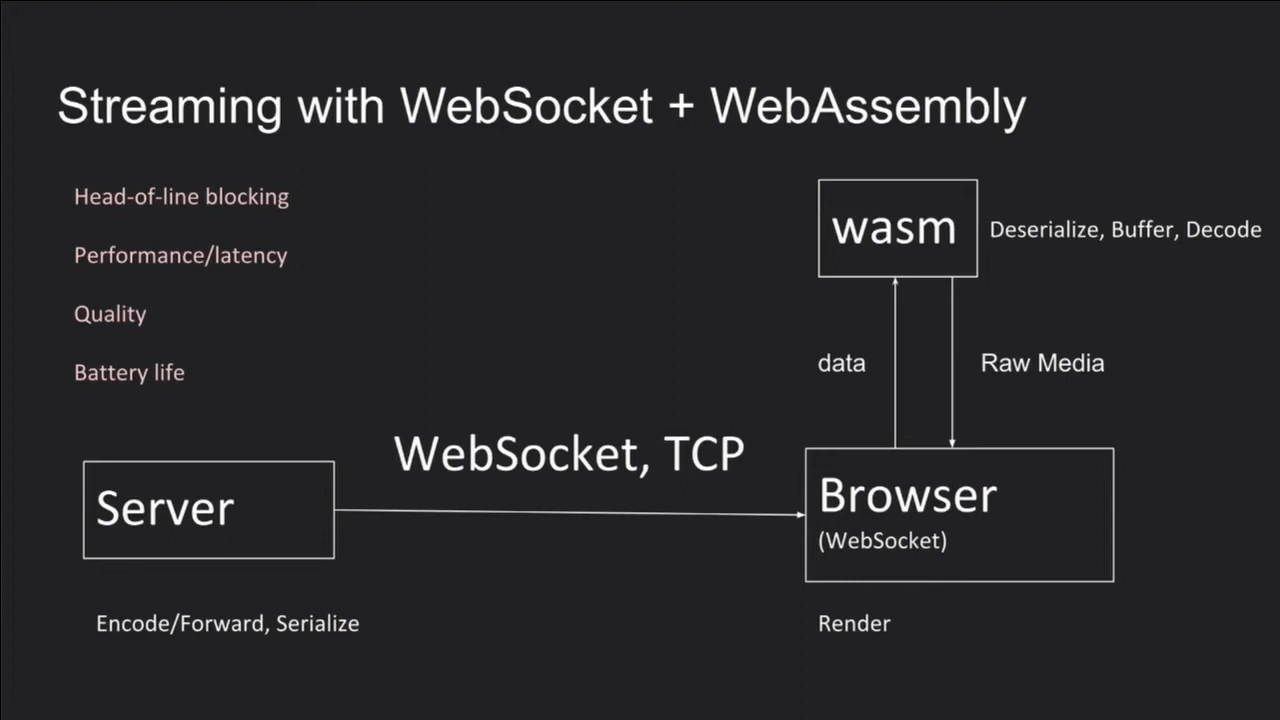 Streaming with WebSocket + WebAssembly
Head-of-line blocking
Performance/latency
Quality
Battery life
wasm
Deserialize, Buffer, Decode
data
Raw Media
WebSocket, TCP
Server
Browser
(WebSocket)
Encode/Forward, Serialize
Render